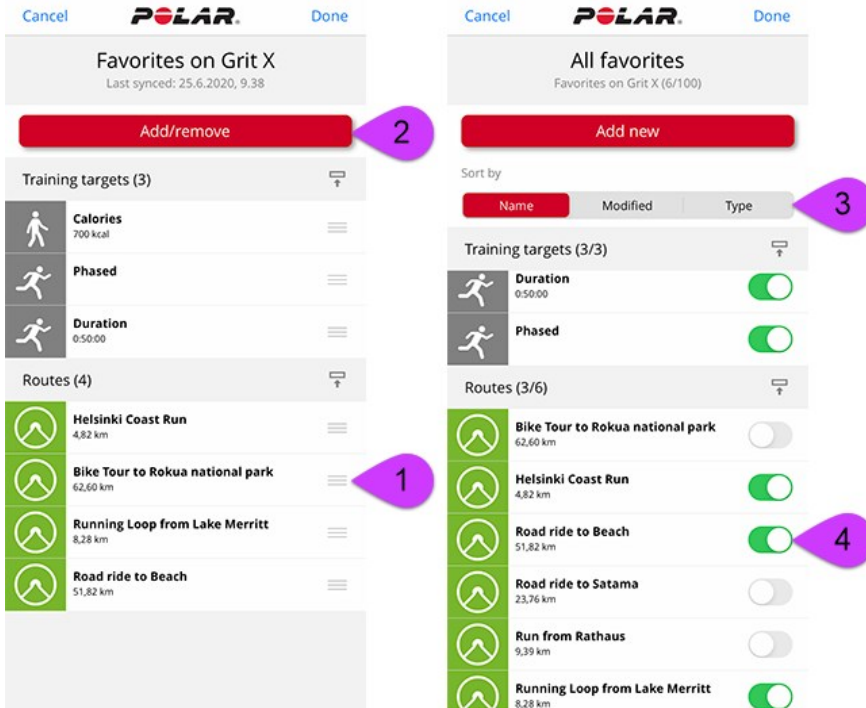 Cancel
POLAR.
Done
Favorites on Grit X
Last synced: 25.6.2020, 9.38
Add/remove
2
Training targets (3)
Calories
700 kcal
Phased
Duration
0:50:00
Routes (4)
Helsinki Coast Run
4,82 km
Bike Tour to Rokua national park
62,60 km
1
Running Loop from Lake Merritt
8,28 km
Road ride to Beach
51,82 km
Cancel
POLAR.
Done
All favorites
Favorites on Grit X (6/100)
Add new
Sort by
Name
Modified
Type
3
Training targets (3/3)
Duration
0:50:00
Phased
Routes (3/6)
Bike Tour to Rokua national park
62,60 km
Helsinki Coast Run
4,82 km
Road ride to Beach
51,82 km
4
Road ride to Satama
23,76 km
Run from Rathaus
9,39 km
Running Loop from Lake Merritt
8,28 km